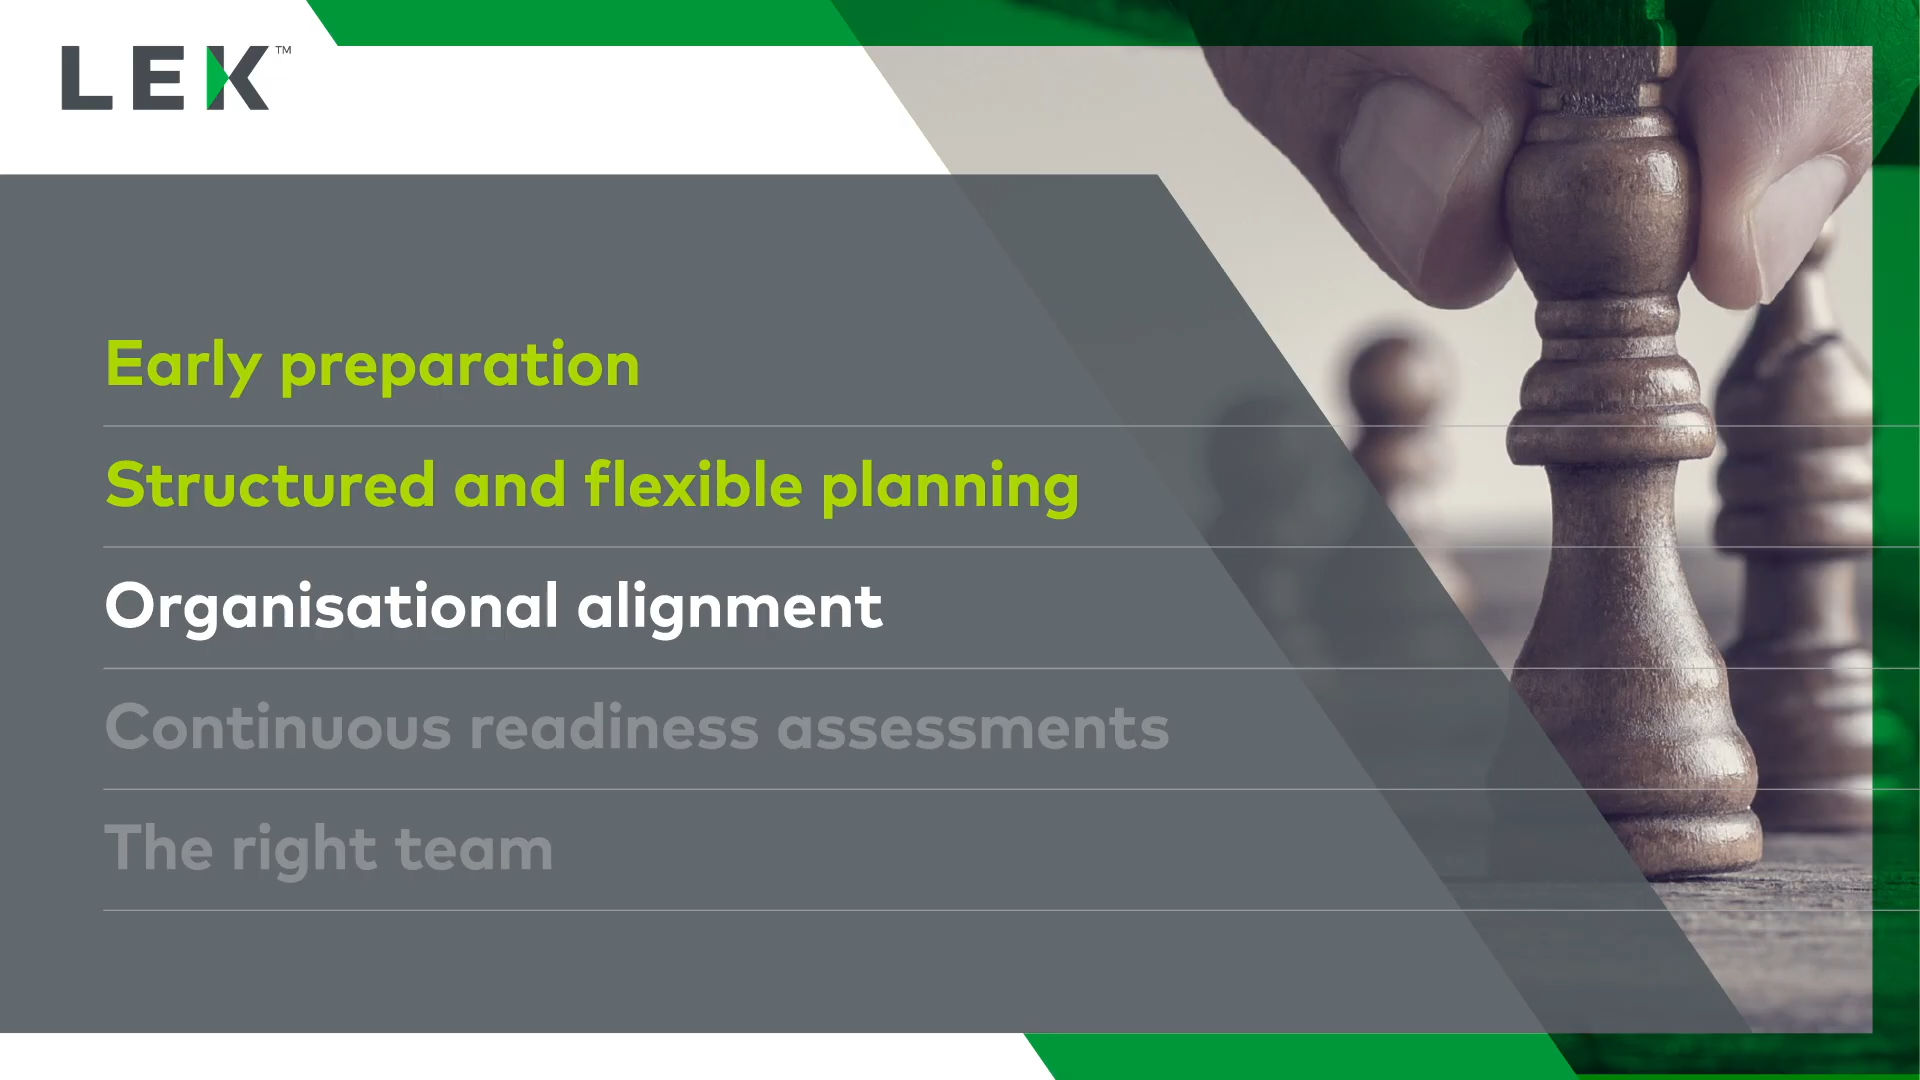 LEK™
Early preparation
Structured and flexible planning
Organisational alignment
Continuous readiness assessments
The right team